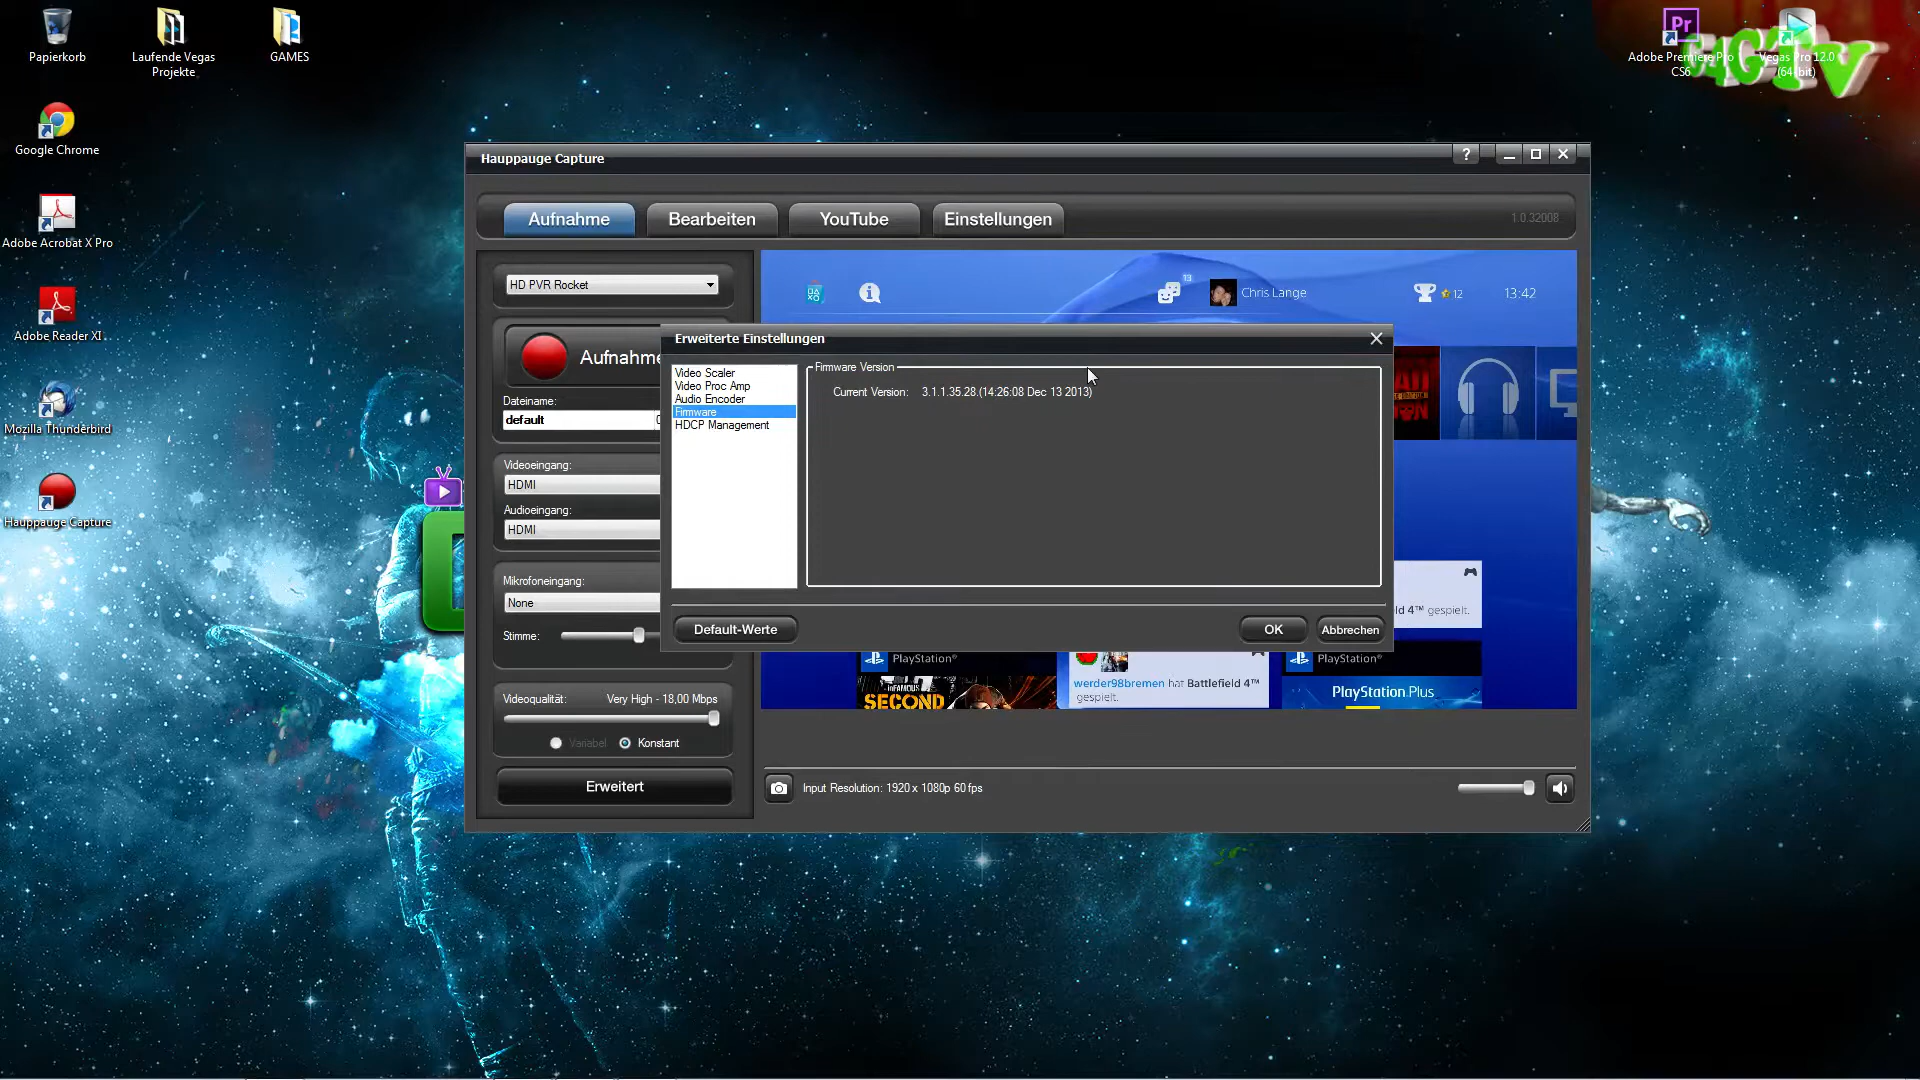 Papierkorb
Laufende Vegas
Projekte
GAMES
Google Chrome
Adobe Acrobat X Pro
Adobe Reader XI
Mozilla Thunderbird
Hauppauge Capture
Pr
Adobe Premiere Pro
CS6
Vegas Pro 12.0
(64-bit)
Hauppauge Capture
?
Aufnahme
Bearbeiten
YouTube
Einstellungen
1.0.32008
HD PVR Rocket
Aufnahme
Dateiname:
default
Videoeingang:
HDMI
Audioeingang:
HDMI
Mikrofoneingang:
None
Stimme:
Videoqualität:
Very High - 18,00 Mbps
Variabel
Konstant
Erweitert
13
Chris Lange
12
13:42
Erweiterte Einstellungen
Video Scaler
Video Proc Amp
Audio Encoder
Firmware
HDCP Management
Firmware Version
Current Version:
3.1.1.35.28.(14:26:08 Dec 13 2013)
Default-Werte
OK
Abbrechen
ld 4™
gespielt.
PlayStation®
inFAMOUS
SECOND
werder98bremen hat Battlefield 4™
gespielt.
PlayStation®
PlayStation.Plus
Input Resolution: 1920 x 1080p 60 fps